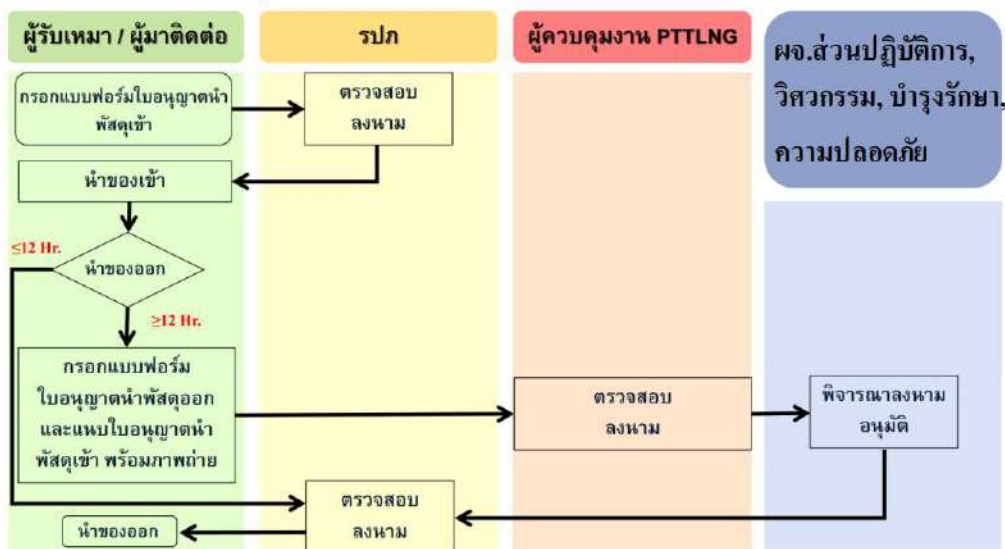 ผู้รับเหมา / ผู้มาติดต่อ
รปภ
ผู้ควบคุมงาน PTTLNG
ผจ.ส่วนปฏิบัติการ,
วิศวกรรม, บำรุงรักษา,
ความปลอดภัย
กรอกแบบฟอร์มใบอนุญาตนำ
พัสดุเข้า
ตรวจสอบ
ลงนาม
นำของเข้า
≤12 Hr.
นำของออก
≥12 Hr.
กรอกแบบฟอร์ม
ใบอนุญาตนำพัสดุออก
และแนบใบอนุญาตนำ
พัสดุเข้า พร้อมภาพถ่าย
ตรวจสอบ
ลงนาม
พิจารณาลงนาม
อนุมัติ
ตรวจสอบ
ลงนาม
นำของออก